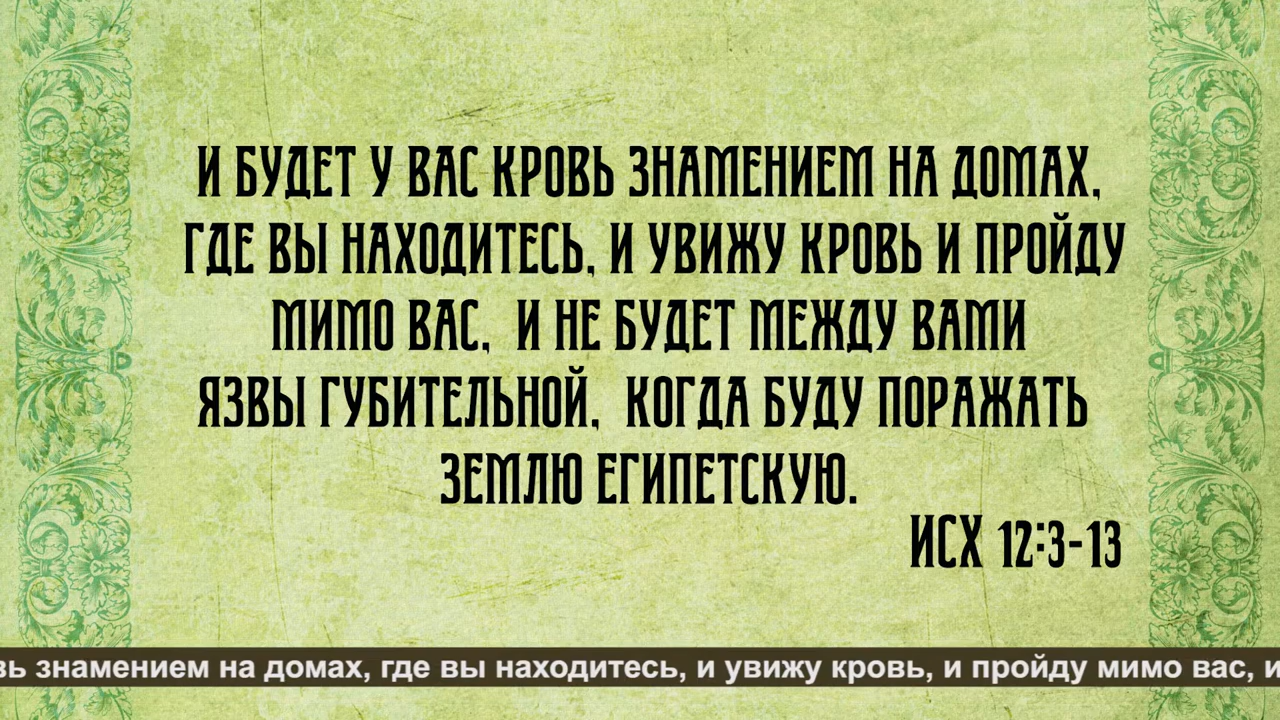 И БУДЕТ У ВАС КРОВЬ ЗНАМЕНИЕМ НА ДОМАХ,
ГДЕ ВЫ НАХОДИТЕСЬ, И УВИЖУ КРОВЬ И ПРОЙДУ
МИМО ВАС, И НЕ БУДЕТ МЕЖДУ ВАМИ
ЯЗВЫ ГУБИТЕЛЬНОЙ, КОГДА БУДУ ПОРАЖАТЬ
ЗЕМЛЮ ЕГИПЕТСКУЮ.
ИСХ 12:3-13
вь знамением на домах, где вы находитесь, и увижу кровь, и пройду мимо вас, и